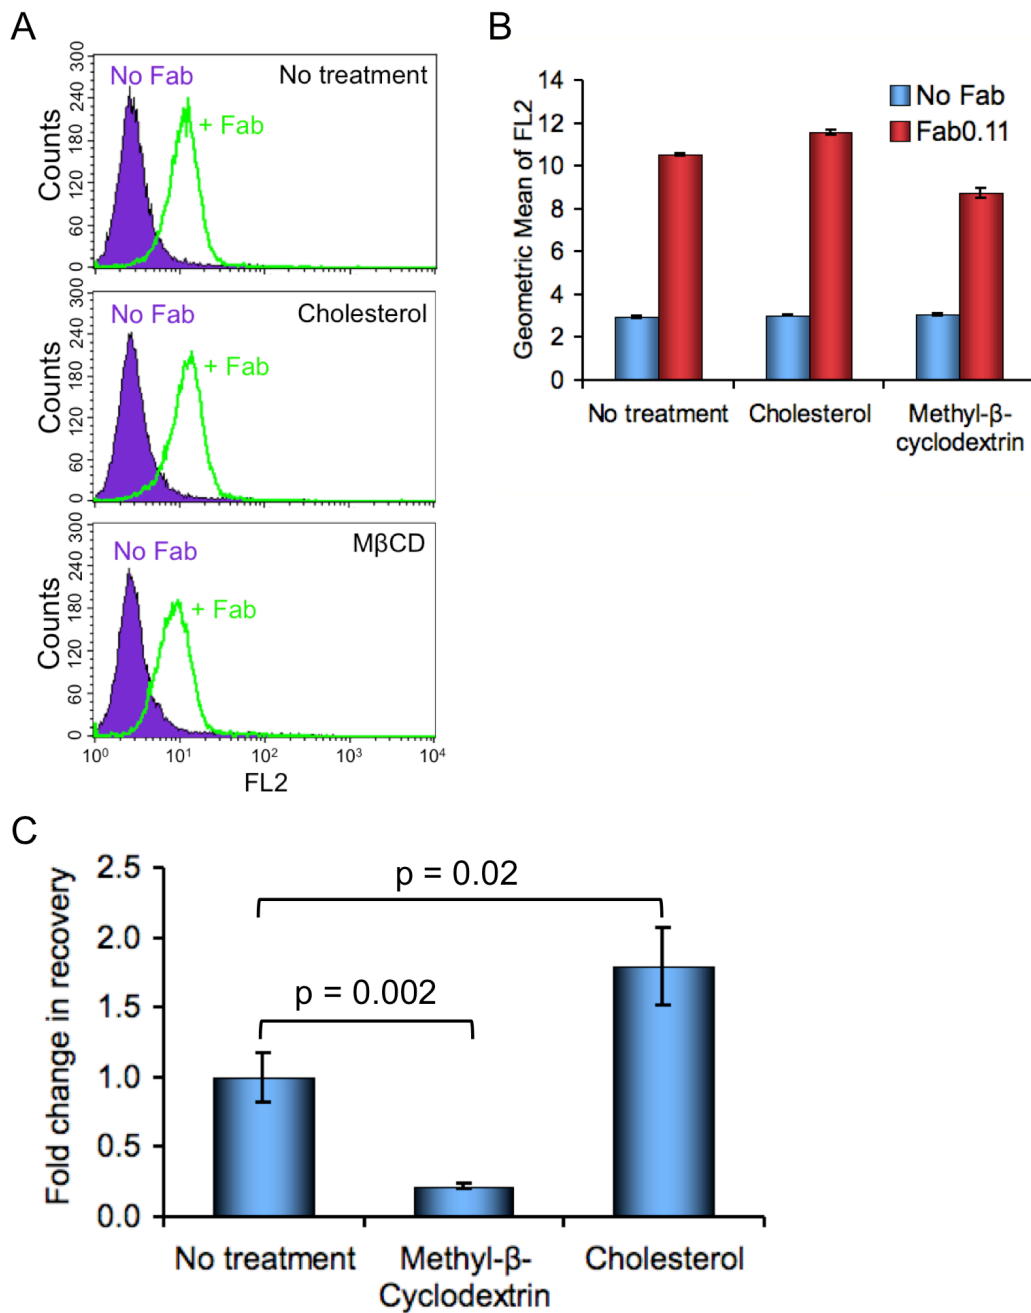 A
No Fab
No treatment
+ Fab
Counts
300
240
180
120
60
0
No Fab
Cholesterol
+ Fab
Counts
300
240
180
120
60
0
No Fab
MβCD
+ Fab
Counts
300
240
180
120
60
0
10⁰ 10¹ 10² 10³ 10⁴
FL2
B
Geometric Mean of FL2
14
12
10
8
6
4
2
0
No Fab
Fab0.11
No treatment Cholesterol Methyl-β-
cyclodextrin
C
Fold change in recovery
2.5
2.0
1.5
1.0
0.5
0.0
p = 0.02
p = 0.002
No treatment Methyl-β- Cholesterol
Cyclodextrin